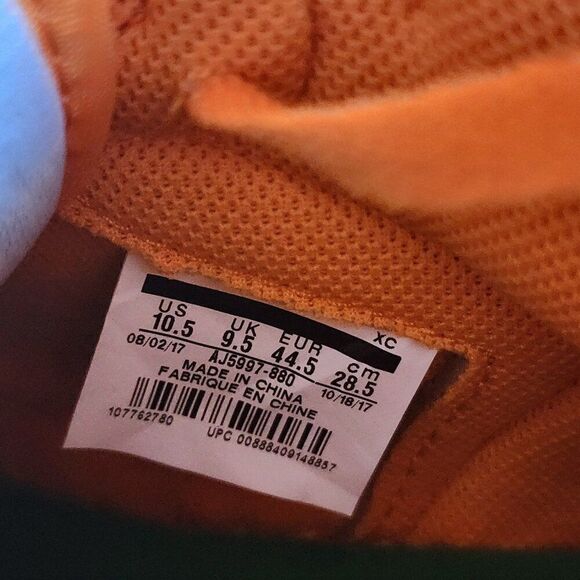 XC
US UK EUR cm
10.5 9.5 44.5 28.5
08/02/17 AJ5997-880 10/18/17
MADE IN CHINA
FABRIQUE EN CHINE
107762780
UPC 00888409148857